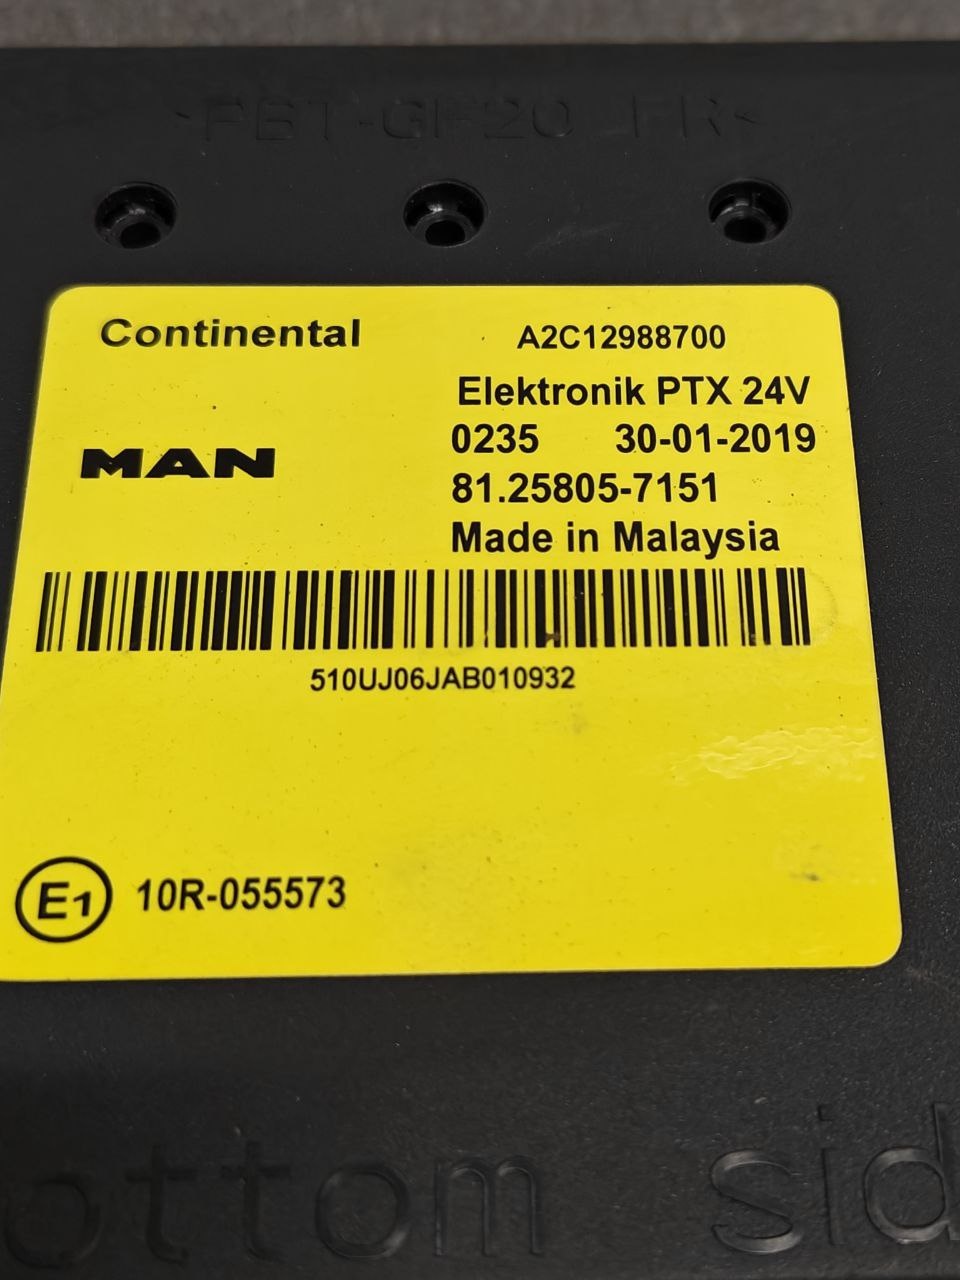 >PBT-GF20 FR<
Continental A2C12988700
Elektronik PTX 24V
0235 30-01-2019
MAN
81.25805-7151
Made in Malaysia
510UJ06JAB010932
E1 10R-055573
ottom sid